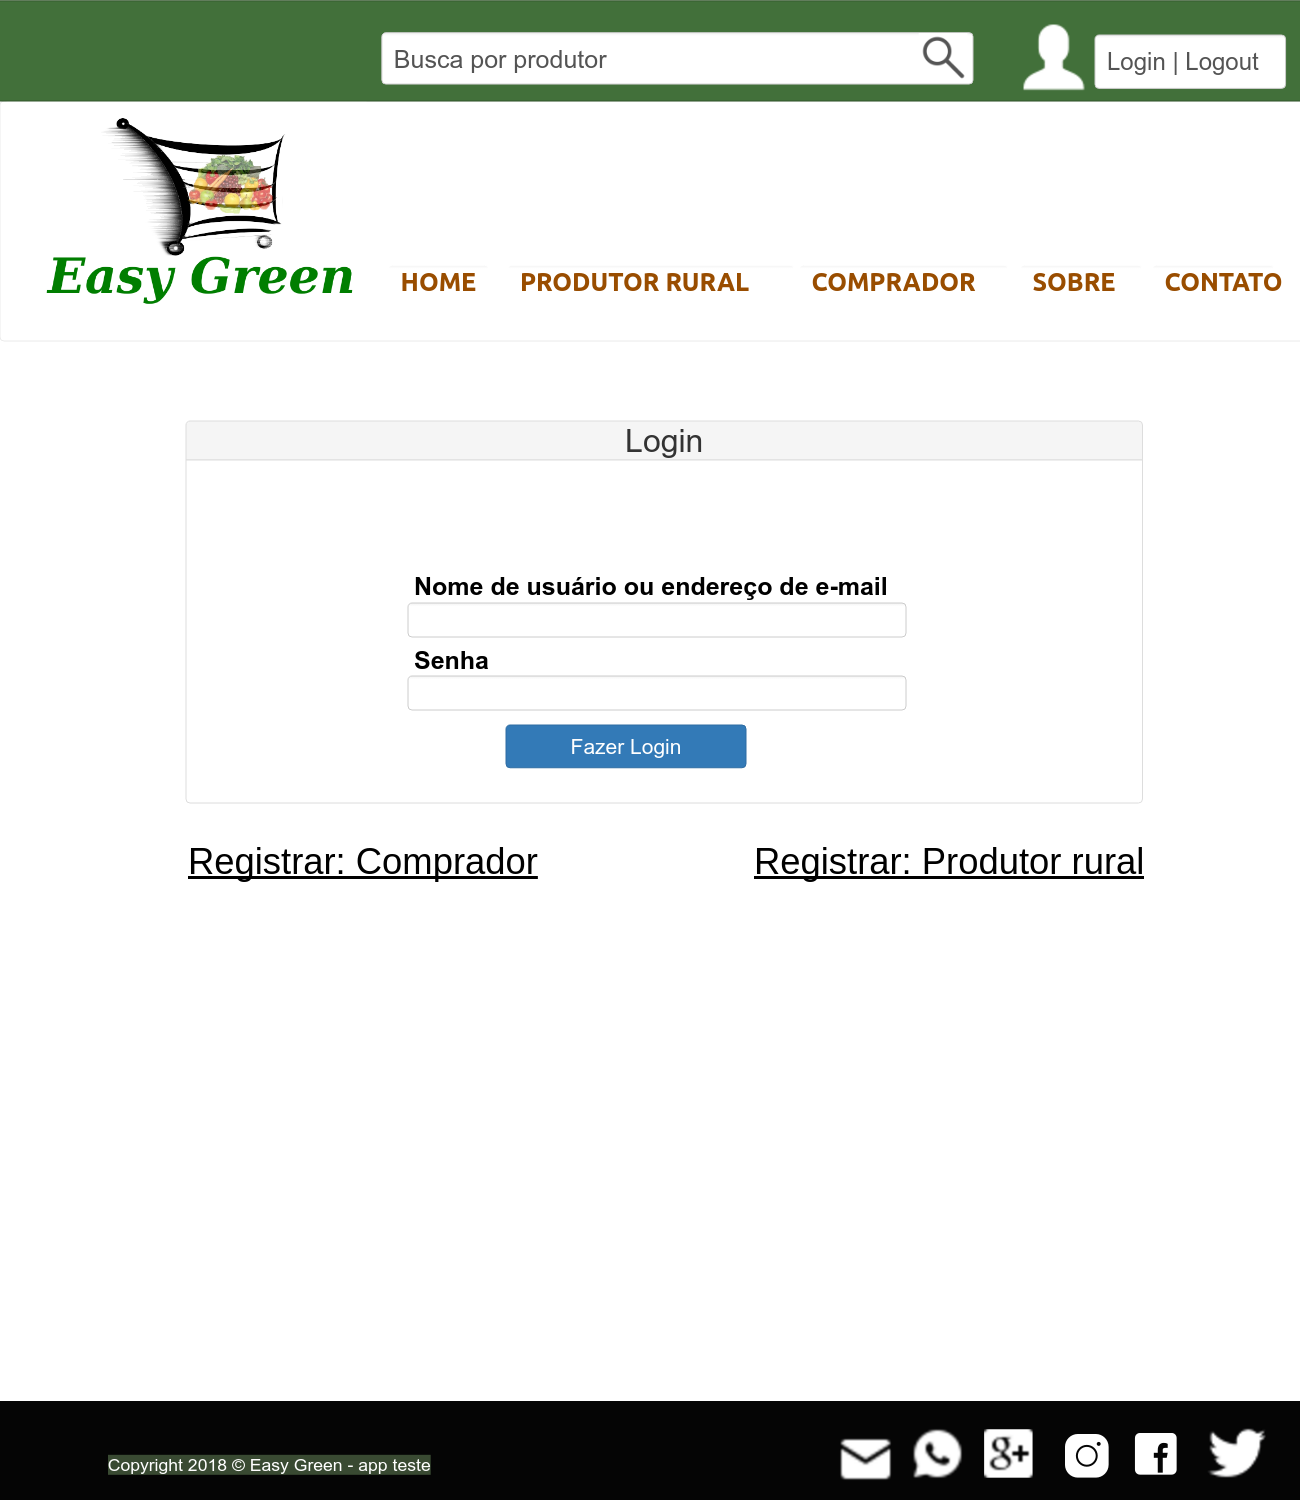 Busca por produtor
Login | Logout
Easy Green
HOME PRODUTOR RURAL COMPRADOR SOBRE CONTATO
Login
Nome de usuário ou endereço de e-mail
Senha
Fazer Login
Registrar: Comprador Registrar: Produtor rural
Copyright 2018 © Easy Green - app teste
g+